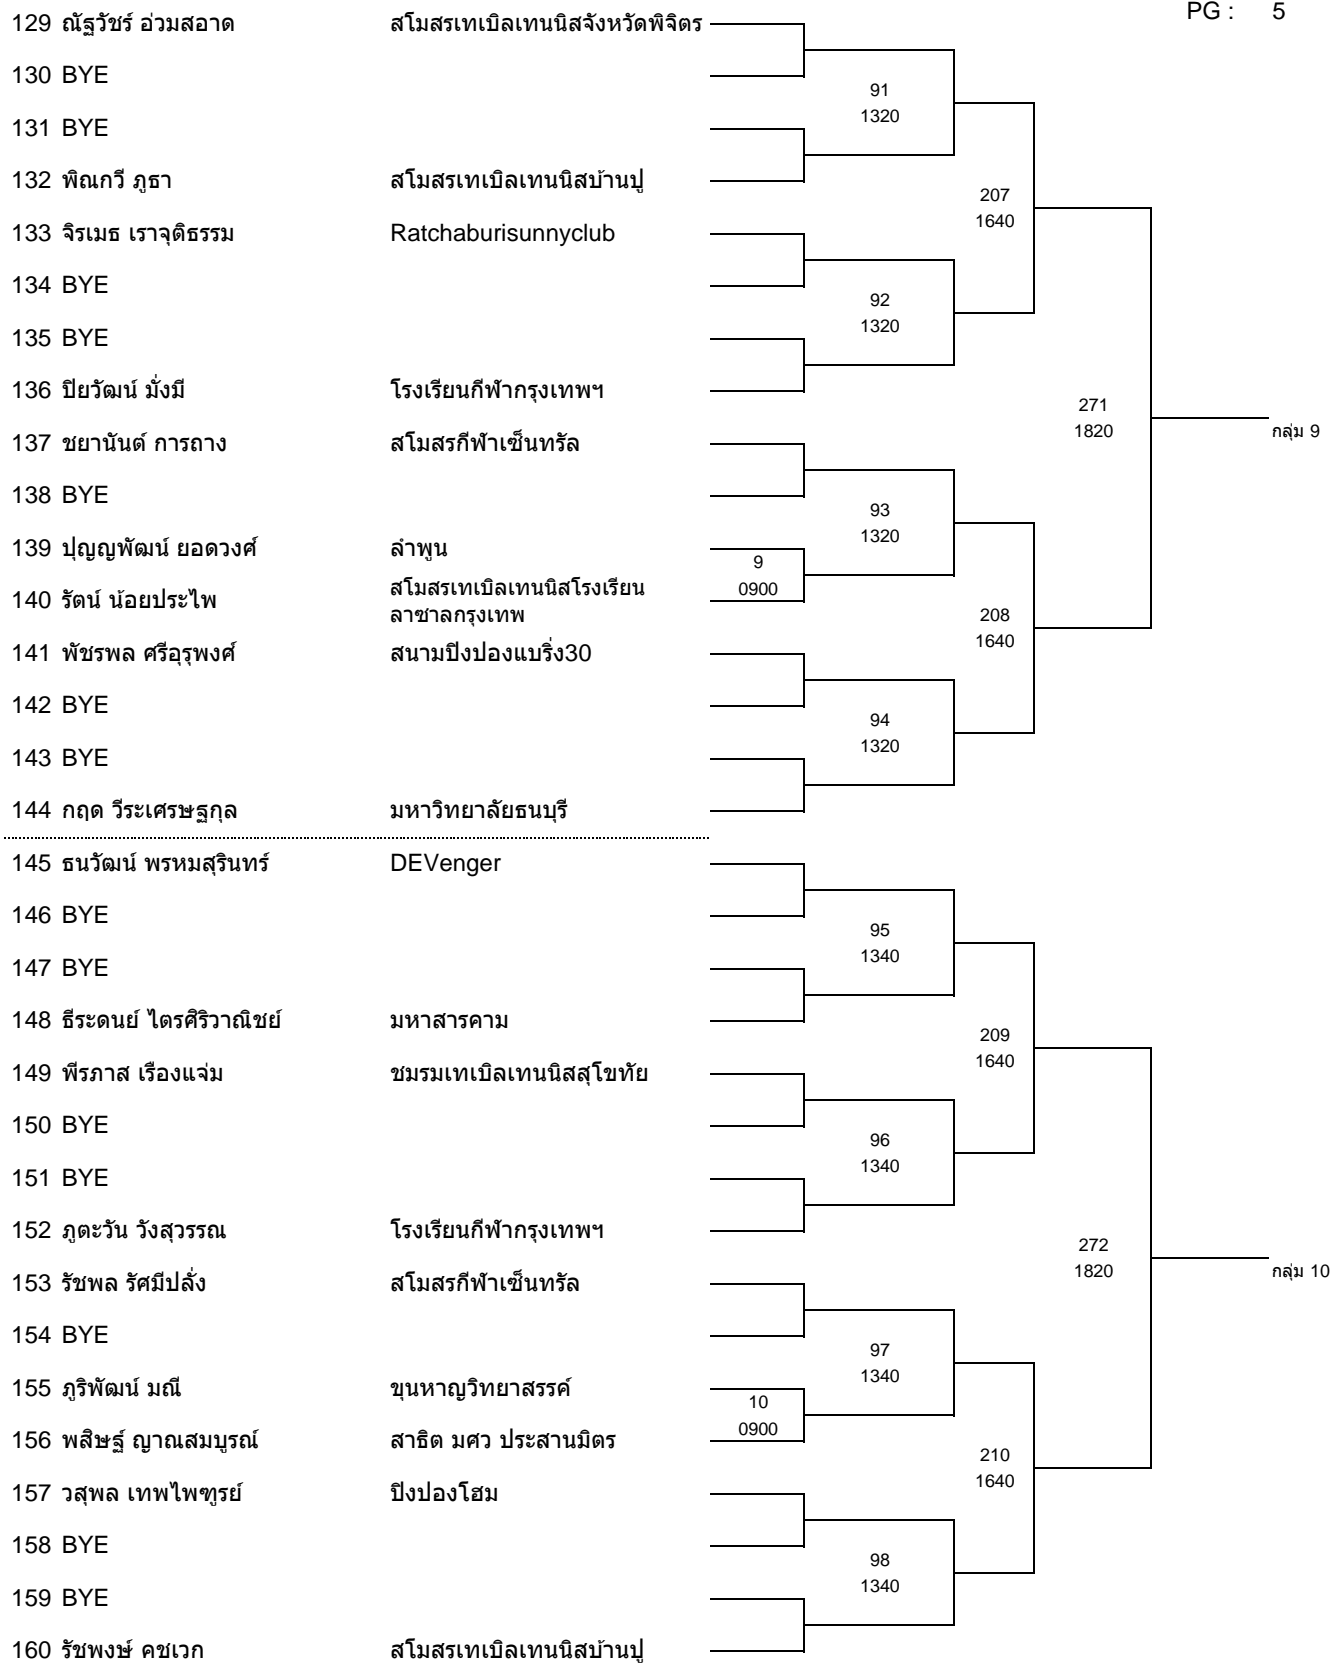 PG :    5
129 ณัฐวัชร์ อ่วมสอาด    สโมสรเทเบิลเทนนิสจังหวัดพิจิตร
130 BYE
91
1320
131 BYE
132 พิณกวี ภูธา    สโมสรเทเบิลเทนนิสบ้านปู
207
1640
133 จิรเมธ เราจุติธรรม    Ratchaburisunnyclub
134 BYE
92
1320
135 BYE
136 ปิยวัฒน์ มั่งมี    โรงเรียนกีฬากรุงเทพฯ
271
1820
กลุ่ม 9
137 ชยานันต์ การถาง    สโมสรกีฬาเซ็นทรัล
138 BYE
93
1320
139 ปุญญพัฒน์ ยอดวงศ์    ลำพูน
9
0900
140 รัตน์ น้อยประไพ    สโมสรเทเบิลเทนนิสโรงเรียน
ลาซาลกรุงเทพ
208
1640
141 พัชรพล ศรีอุรุพงศ์    สนามปิงปองแบริ่ง30
142 BYE
94
1320
143 BYE
144 กฤด วีระเศรษฐกุล    มหาวิทยาลัยธนบุรี
145 ธนวัฒน์ พรหมสุรินทร์    DEVenger
146 BYE
95
1340
147 BYE
148 ธีระดนย์ ไตรศิริวาณิชย์    มหาสารคาม
209
1640
149 พีรภาส เรืองแจ่ม    ชมรมเทเบิลเทนนิสสุโขทัย
150 BYE
96
1340
151 BYE
152 ภูตะวัน วังสุวรรณ    โรงเรียนกีฬากรุงเทพฯ
272
1820
กลุ่ม 10
153 รัชพล รัศมีปลั่ง    สโมสรกีฬาเซ็นทรัล
154 BYE
97
1340
155 ภูริพัฒน์ มณี    ขุนหาญวิทยาสรรค์
10
0900
156 พสิษฐ์ ญาณสมบูรณ์    สาธิต มศว ประสานมิตร
210
1640
157 วสุพล เทพไพฑูรย์    ปิงปองโฮม
158 BYE
98
1340
159 BYE
160 รัชพงษ์ คชเวก    สโมสรเทเบิลเทนนิสบ้านปู